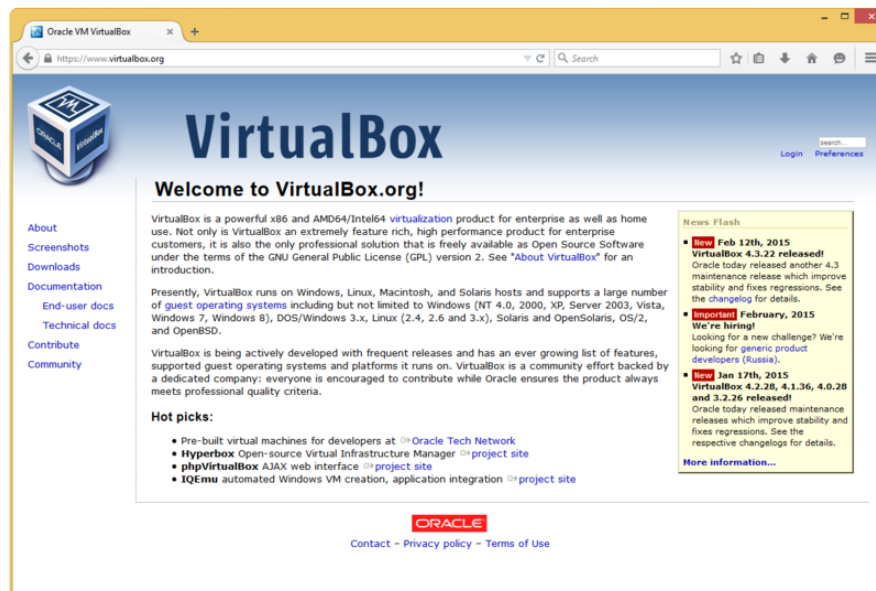 Oracle VM VirtualBox
https://www.virtualbox.org
Search
ORACLE
VirtualBox
VirtualBox
search...
Login Preferences
Welcome to VirtualBox.org!
About
Screenshots
Downloads
Documentation
End-user docs
Technical docs
Contribute
Community
VirtualBox is a powerful x86 and AMD64/Intel64 virtualization product for enterprise as well as home
use. Not only is VirtualBox an extremely feature rich, high performance product for enterprise
customers, it is also the only professional solution that is freely available as Open Source Software
under the terms of the GNU General Public License (GPL) version 2. See "About VirtualBox" for an
introduction.
Presently, VirtualBox runs on Windows, Linux, Macintosh, and Solaris hosts and supports a large number
of guest operating systems including but not limited to Windows (NT 4.0, 2000, XP, Server 2003, Vista,
Windows 7, Windows 8), DOS/Windows 3.x, Linux (2.4, 2.6 and 3.x), Solaris and OpenSolaris, OS/2,
and OpenBSD.
VirtualBox is being actively developed with frequent releases and has an ever growing list of features,
supported guest operating systems and platforms it runs on. VirtualBox is a community effort backed by
a dedicated company: everyone is encouraged to contribute while Oracle ensures the product always
meets professional quality criteria.
Hot picks:
• Pre-built virtual machines for developers at Oracle Tech Network
• Hyperbox Open-source Virtual Infrastructure Manager project site
• phpVirtualBox AJAX web interface project site
• IQEmu automated Windows VM creation, application integration project site
News Flash
New Feb 12th, 2015
VirtualBox 4.3.22 released!
Oracle today released another 4.3
maintenance release which improve
stability and fixes regressions. See
the changelog for details.
Important February, 2015
We're hiring!
Looking for a new challenge? We're
looking for generic product
developers (Russia).
New Jan 17th, 2015
VirtualBox 4.2.28, 4.1.36, 4.0.28
and 3.2.26 released!
Oracle today released maintenance
releases which improve stability and
fixes regressions. See the
respective changelogs for details.
More information...
ORACLE
Contact – Privacy policy – Terms of Use